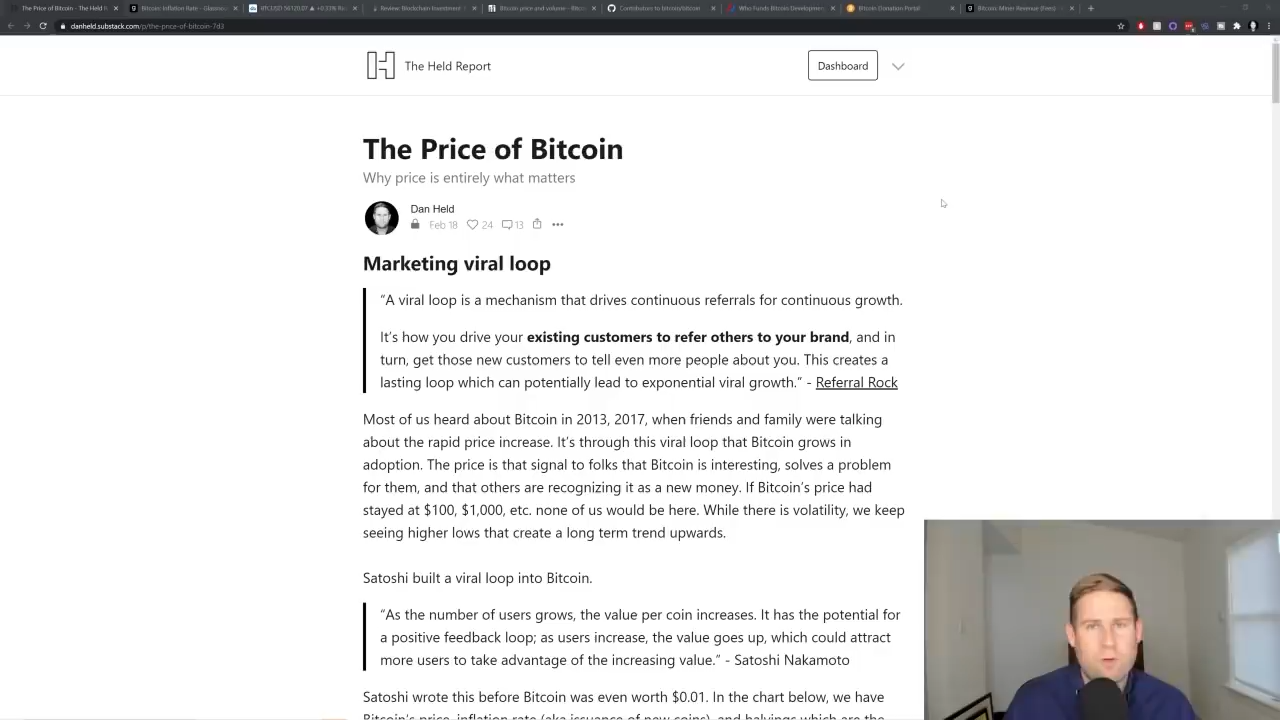 The Price of Bitcoin - The Held R
Bitcoin: Inflation Rate - Glassno
BTCUSD 56120.07 ▲ +0.33%
Review: Blockchain Investment
Bitcoin price and volume
Contributors to bitcoin/bitcoin
Who Funds Bitcoin Developmen
Bitcoin Donation Portal
Bitcoin: Miner Revenue (Fees)
danheld.substack.com/p/the-price-of-bitcoin-7d3
The Held Report
Dashboard
The Price of Bitcoin
Why price is entirely what matters
Dan Held
Feb 18 24 13
Marketing viral loop
“A viral loop is a mechanism that drives continuous referrals for continuous growth.
It’s how you drive your existing customers to refer others to your brand, and in
turn, get those new customers to tell even more people about you. This creates a
lasting loop which can potentially lead to exponential viral growth.” - Referral Rock
Most of us heard about Bitcoin in 2013, 2017, when friends and family were talking
about the rapid price increase. It’s through this viral loop that Bitcoin grows in
adoption. The price is that signal to folks that Bitcoin is interesting, solves a problem
for them, and that others are recognizing it as a new money. If Bitcoin’s price had
stayed at $100, $1,000, etc. none of us would be here. While there is volatility, we keep
seeing higher lows that create a long term trend upwards.
Satoshi built a viral loop into Bitcoin.
“As the number of users grows, the value per coin increases. It has the potential for
a positive feedback loop; as users increase, the value goes up, which could attract
more users to take advantage of the increasing value.” - Satoshi Nakamoto
Satoshi wrote this before Bitcoin was even worth $0.01. In the chart below, we have
Bitcoin’s price, inflation rate (aka issuance of new coins), and halvings which are the